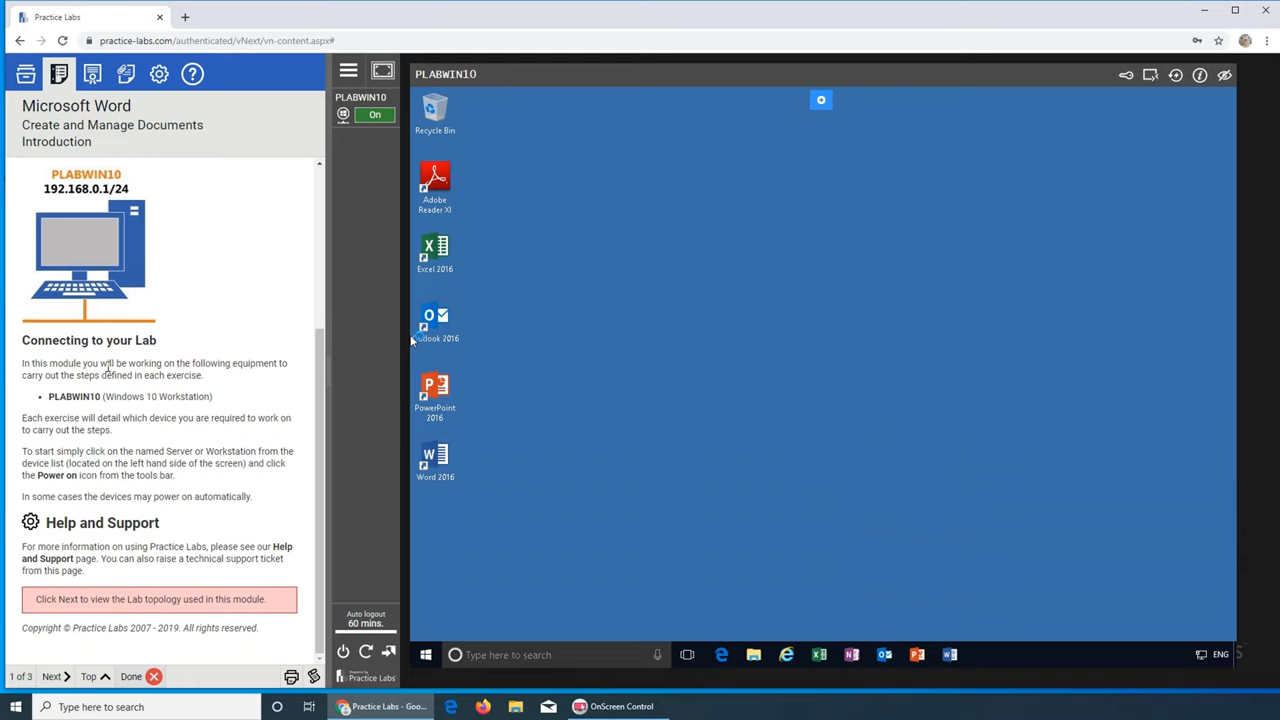 Practice Labs
practice-labs.com/authenticated/vNext/vn-content.aspx#
Microsoft Word
Create and Manage Documents
Introduction
PLABWIN10
192.168.0.1/24
Connecting to your Lab
In this module you will be working on the following equipment to
carry out the steps defined in each exercise.
• PLABWIN10 (Windows 10 Workstation)
Each exercise will detail which device you are required to work on
to carry out the steps.
To start simply click on the named Server or Workstation from the
device list (located on the left hand side of the screen) and click
the Power on icon from the tools bar.
In some cases the devices may power on automatically.
Help and Support
For more information on using Practice Labs, please see our Help
and Support page. You can also raise a technical support ticket
from this page.
Click Next to view the Lab topology used in this module.
Copyright © Practice Labs 2007 - 2019. All rights reserved.
1 of 3 Next Top Done
PLABWIN10
On
Auto logout
60 mins.
Practice Labs
PLABWIN10
Recycle Bin
Adobe
Reader XI
Excel 2016
2016
PowerPoint
2016
Word 2016
Type here to search
ENG
Type here to search
Practice Labs - Goo...
OnScreen Control